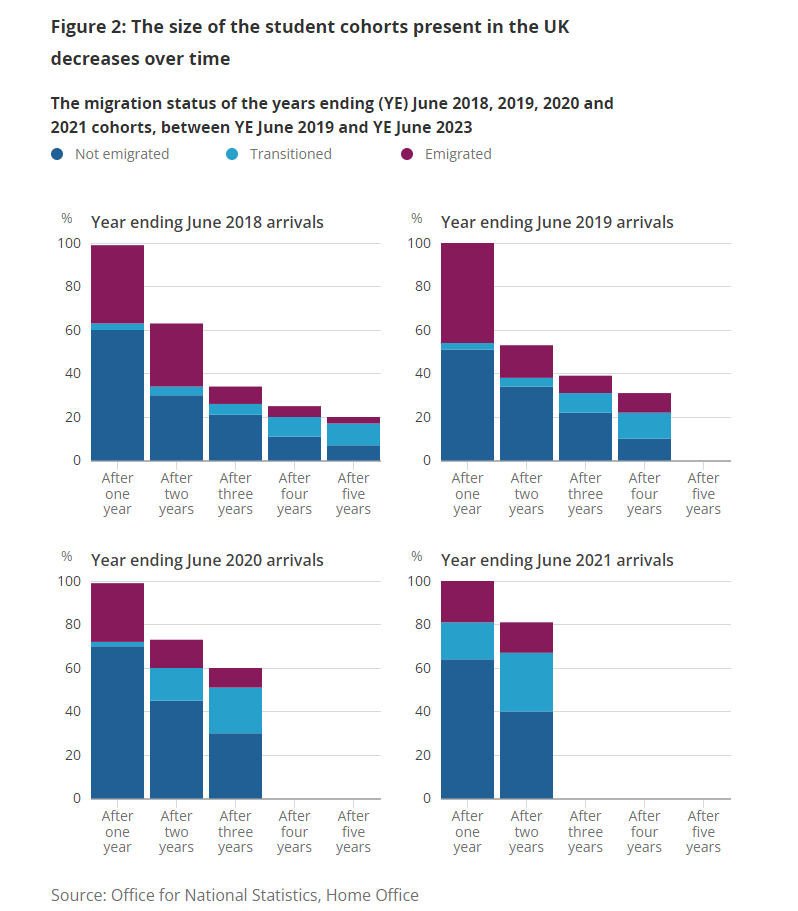 Figure 2: The size of the student cohorts present in the UK
decreases over time
The migration status of the years ending (YE) June 2018, 2019, 2020 and
2021 cohorts, between YE June 2019 and YE June 2023
Not emigrated
Transitioned
Emigrated
%
Year ending June 2018 arrivals
100
80
60
40
20
0
After
one
year
After
two
years
After
three
years
After
four
years
After
five
years
%
Year ending June 2019 arrivals
100
80
60
40
20
0
After
one
year
After
two
years
After
three
years
After
four
years
After
five
years
%
Year ending June 2020 arrivals
100
80
60
40
20
0
After
one
year
After
two
years
After
three
years
After
four
years
After
five
years
%
Year ending June 2021 arrivals
100
80
60
40
20
0
After
one
year
After
two
years
After
three
years
After
four
years
After
five
years
Source: Office for National Statistics, Home Office